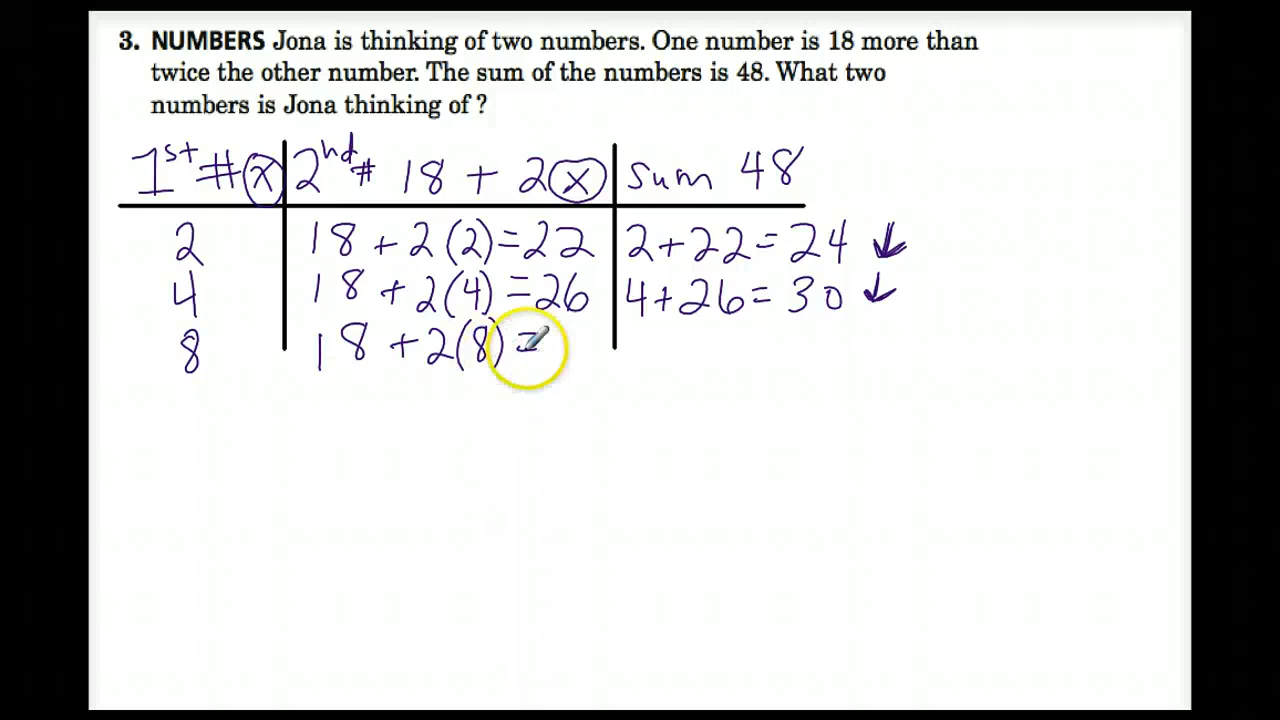 3. NUMBERS Jona is thinking of two numbers. One number is 18 more than
twice the other number. The sum of the numbers is 48. What two
numbers is Jona thinking of ?
1st # x 2nd # 18 + 2x sum 48
2 18 + 2(2) = 22 2 + 22 = 24 ↓
4 18 + 2(4) = 26 4 + 26 = 30 ↓
8 18 + 2(8) =